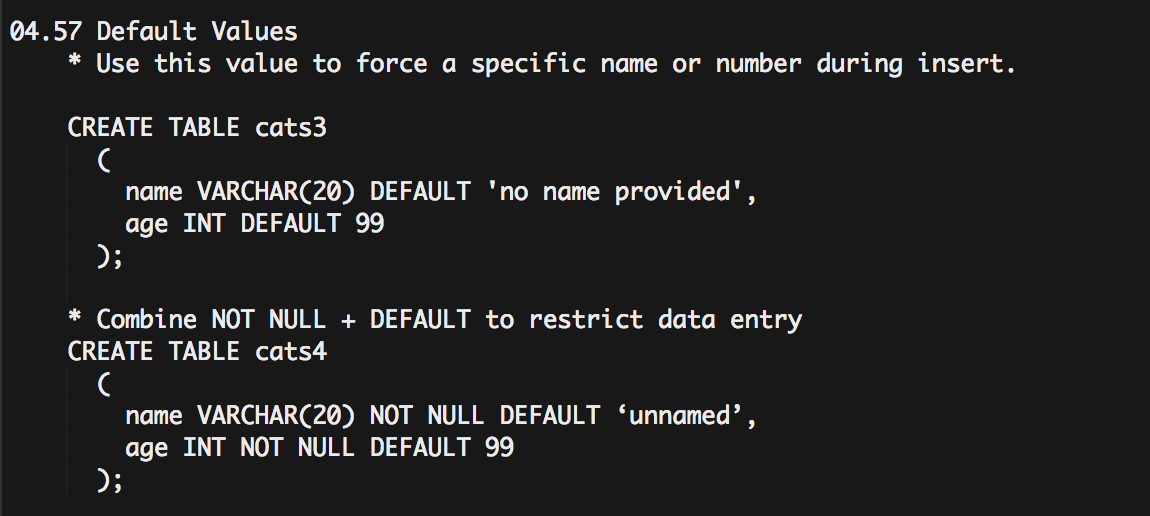 04.57 Default Values
* Use this value to force a specific name or number during insert.
CREATE TABLE cats3
(
name VARCHAR(20) DEFAULT 'no name provided',
age INT DEFAULT 99
);
* Combine NOT NULL + DEFAULT to restrict data entry
CREATE TABLE cats4
(
name VARCHAR(20) NOT NULL DEFAULT ‘unnamed’,
age INT NOT NULL DEFAULT 99
);